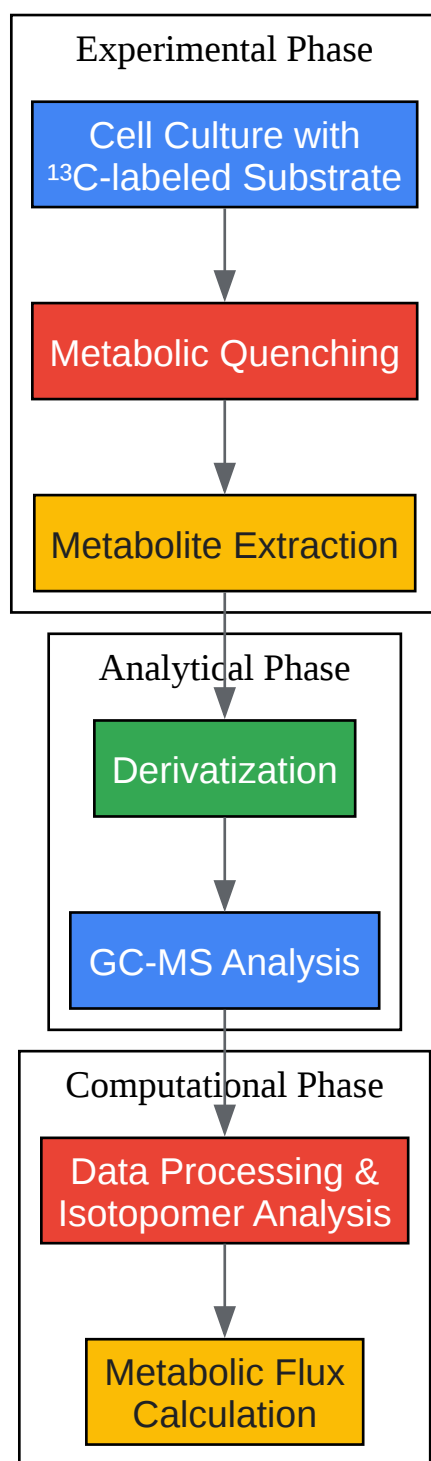 Experimental Phase
Cell Culture with
¹³C-labeled Substrate
Metabolic Quenching
Metabolite Extraction
Analytical Phase
Derivatization
GC-MS Analysis
Computational Phase
Data Processing &
Isotopomer Analysis
Metabolic Flux
Calculation